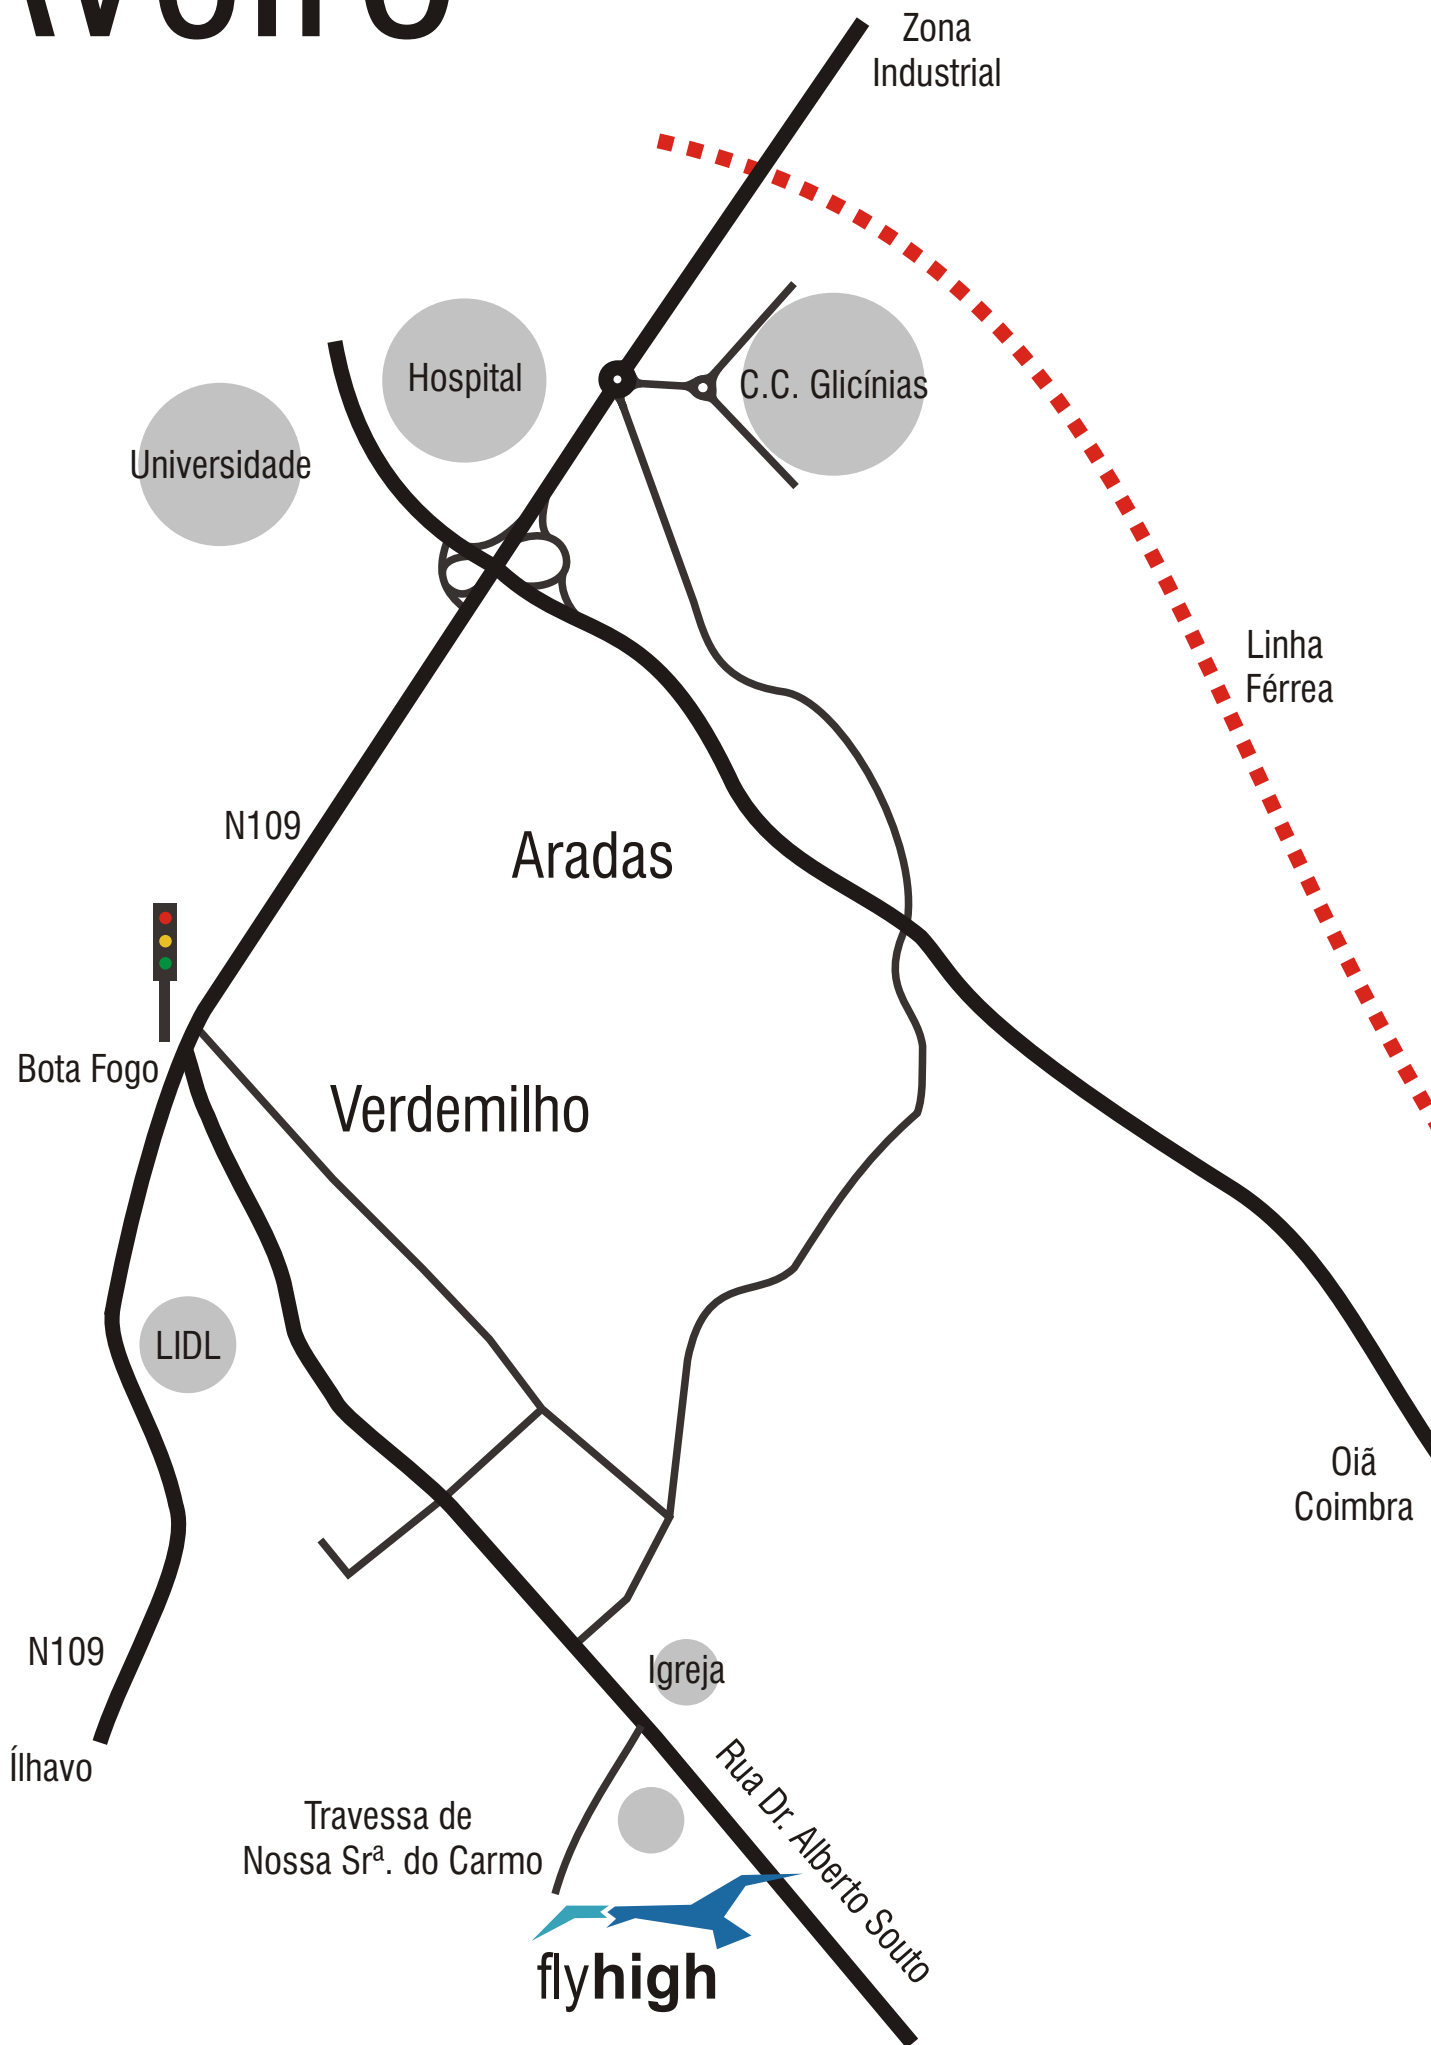 Aveiro
Zona
Industrial
Hospital
C.C. Glicínias
Universidade
Linha
Férrea
N109
Aradas
Bota Fogo
Verdemilho
LIDL
Oiã
Coimbra
N109
Igreja
Ílhavo
Rua Dr. Alberto Souto
Travessa de
Nossa Srª. do Carmo
flyhigh